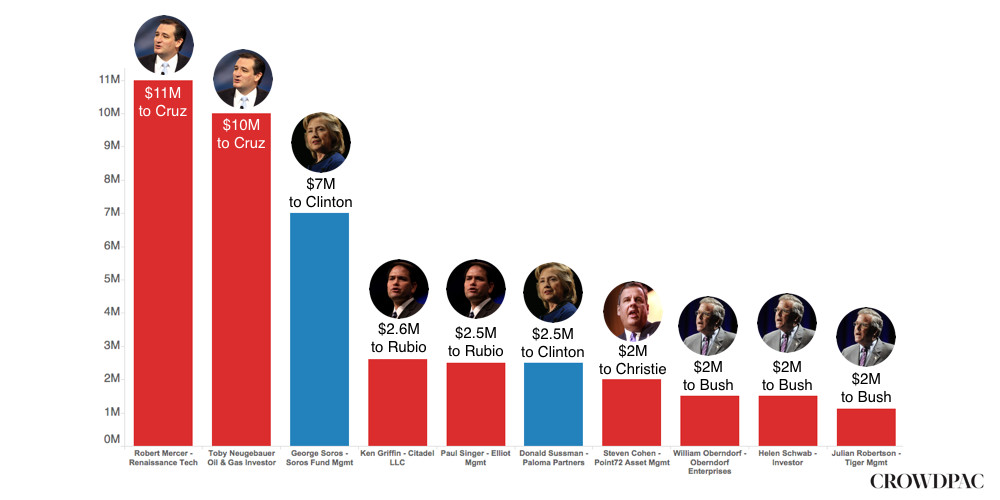 11M
10M
9M
8M
7M
6M
5M
4M
3M
2M
1M
0M
$11M
to Cruz
$10M
to Cruz
$7M
to Clinton
$2.6M
to Rubio
$2.5M
to Rubio
$2.5M
to Clinton
$2M
to Christie
$2M
to Bush
$2M
to Bush
$2M
to Bush
Robert Mercer -
Renaissance Tech
Toby Neugebauer
Oil & Gas Investor
George Soros -
Soros Fund Mgmt
Ken Griffin - Citadel
LLC
Paul Singer - Elliot
Mgmt
Donald Sussman -
Paloma Partners
Steven Cohen -
Point72 Asset Mgmt
William Oberndorf -
Oberndorf
Enterprises
Helen Schwab -
Investor
Julian Robertson -
Tiger Mgmt
CROWDPAC